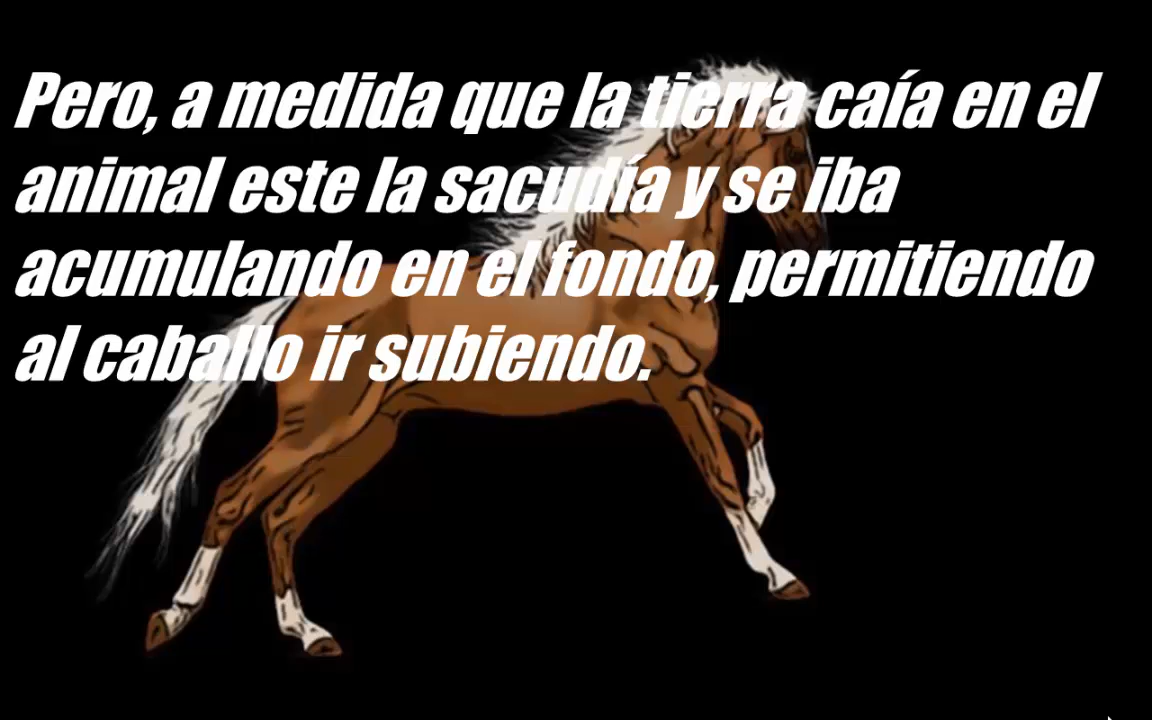 Pero, a medida que la tierra caía en el
animal este la sacudía y se iba
acumulando en el fondo, permitiendo
al caballo ir subiendo.